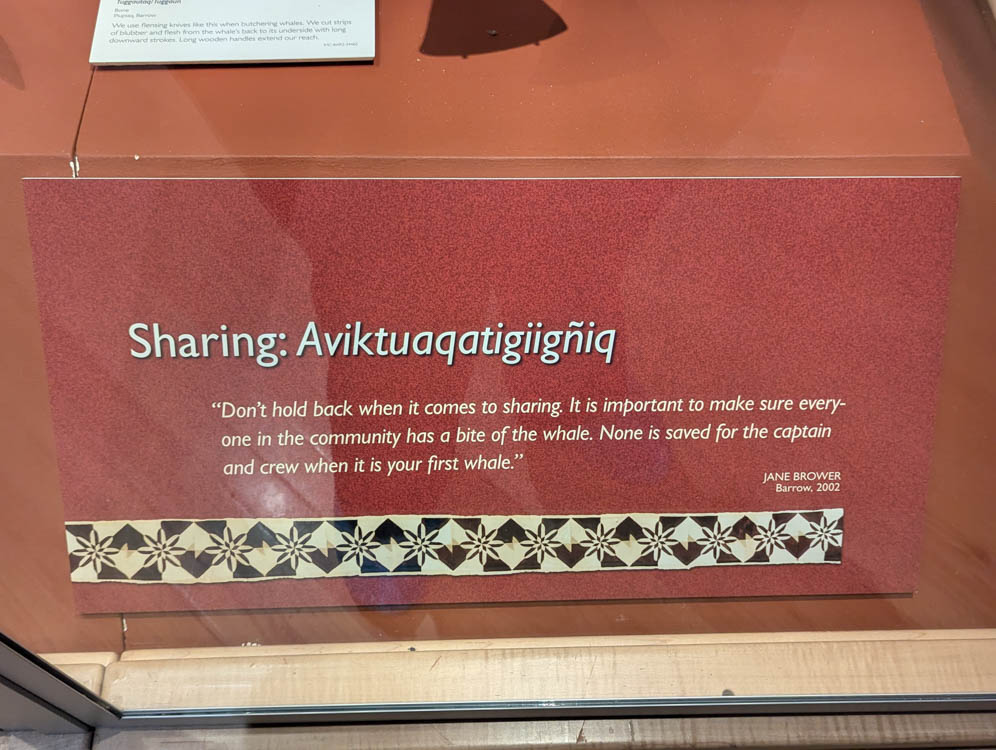 Bone
We use flensing knives like this when butchering whales. We cut strips
of blubber and flesh from the whale's back to its underside with long
downward strokes. Long wooden handles extend our reach.
Sharing: Aviktuaqatigiigñiq
“Don’t hold back when it comes to sharing. It is important to make sure every-
one in the community has a bite of the whale. None is saved for the captain
and crew when it is your first whale.”
JANE BROWER
Barrow, 2002